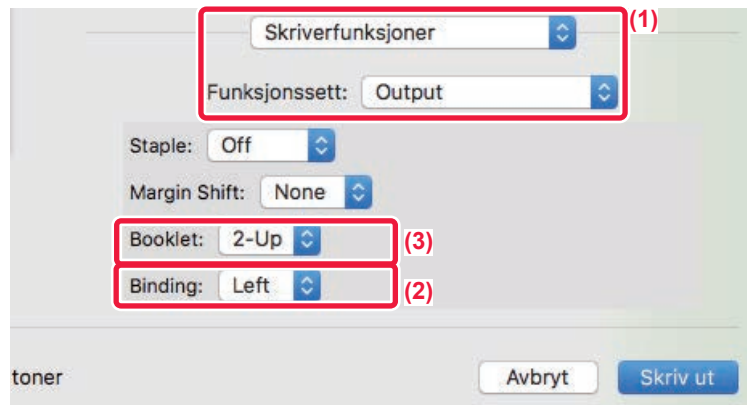 Skriverfunksjoner (1)
Funksjonssett: Output
Staple: Off
Margin Shift: None
Booklet: 2-Up (3)
Binding: Left (2)
toner Avbryt Skriv ut